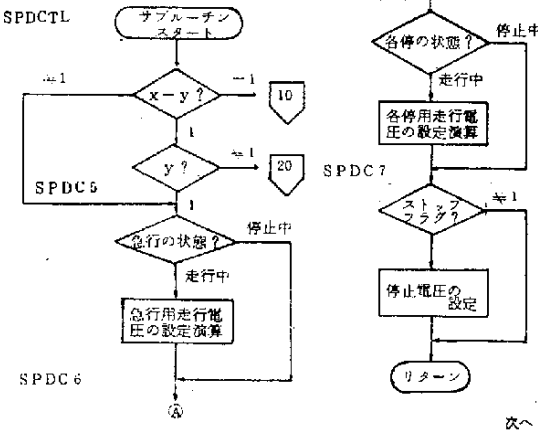 SPDCTL
サブルーチン
スタート
≠1
x－y？
－1
10
1
y？
≠1
20
SPDC5
1
急行の状態？
停止中
走行中
急行用走行電
圧の設定演算
SPDC6
Ⓐ
各停の状態？
停止中
走行中
各停用走行電
圧の設定演算
SPDC7
ストップ
フラグ？
≠1
停止電圧の
設定
リターン
次へ